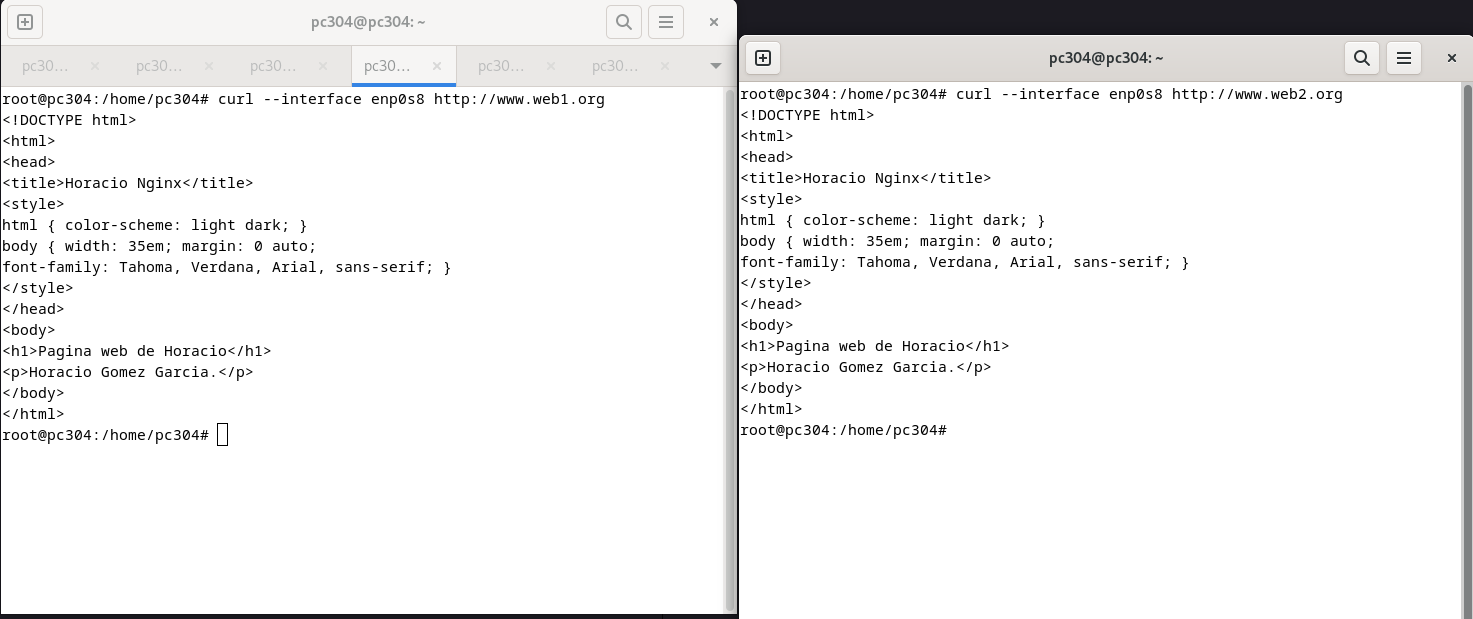 pc304@pc304: ~
pc30... pc30... pc30... pc30... pc30... pc30...
root@pc304:/home/pc304# curl --interface enp0s8 http://www.web1.org
<!DOCTYPE html>
<html>
<head>
<title>Horacio Nginx</title>
<style>
html { color-scheme: light dark; }
body { width: 35em; margin: 0 auto;
font-family: Tahoma, Verdana, Arial, sans-serif; }
</style>
</head>
<body>
<h1>Pagina web de Horacio</h1>
<p>Horacio Gomez Garcia.</p>
</body>
</html>
root@pc304:/home/pc304#
pc304@pc304: ~
root@pc304:/home/pc304# curl --interface enp0s8 http://www.web2.org
<!DOCTYPE html>
<html>
<head>
<title>Horacio Nginx</title>
<style>
html { color-scheme: light dark; }
body { width: 35em; margin: 0 auto;
font-family: Tahoma, Verdana, Arial, sans-serif; }
</style>
</head>
<body>
<h1>Pagina web de Horacio</h1>
<p>Horacio Gomez Garcia.</p>
</body>
</html>
root@pc304:/home/pc304#